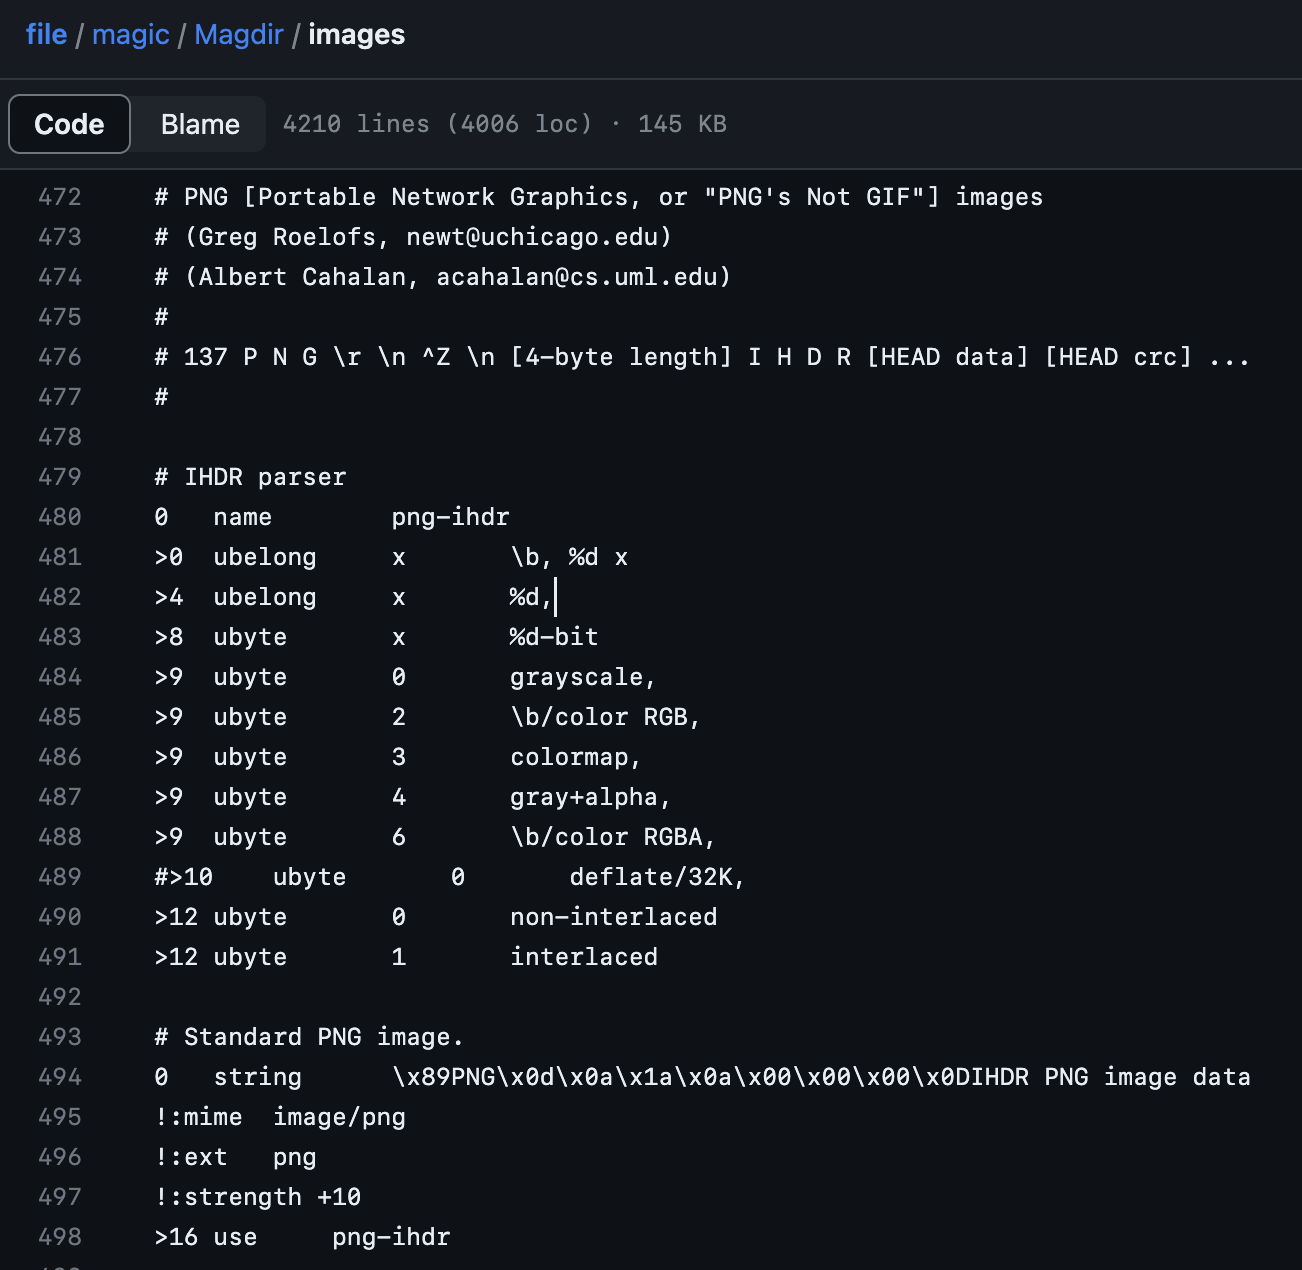 file / magic / Magdir / images
Code Blame 4210 lines (4006 loc) · 145 KB
472 # PNG [Portable Network Graphics, or "PNG's Not GIF"] images
473 # (Greg Roelofs, newt@uchicago.edu)
474 # (Albert Cahalan, acahalan@cs.uml.edu)
475 #
476 # 137 P N G \r \n ^Z \n [4-byte length] I H D R [HEAD data] [HEAD crc] ...
477 #
478
479 # IHDR parser
480 0 name png-ihdr
481 >0 ubelong x \b, %d x
482 >4 ubelong x %d,
483 >8 ubyte x %d-bit
484 >9 ubyte 0 grayscale,
485 >9 ubyte 2 \b/color RGB,
486 >9 ubyte 3 colormap,
487 >9 ubyte 4 gray+alpha,
488 >9 ubyte 6 \b/color RGBA,
489 #>10 ubyte 0 deflate/32K,
490 >12 ubyte 0 non-interlaced
491 >12 ubyte 1 interlaced
492
493 # Standard PNG image.
494 0 string \x89PNG\x0d\x0a\x1a\x0a\x00\x00\x00\x0DIHDR PNG image data
495 !:mime image/png
496 !:ext png
497 !:strength +10
498 >16 use png-ihdr